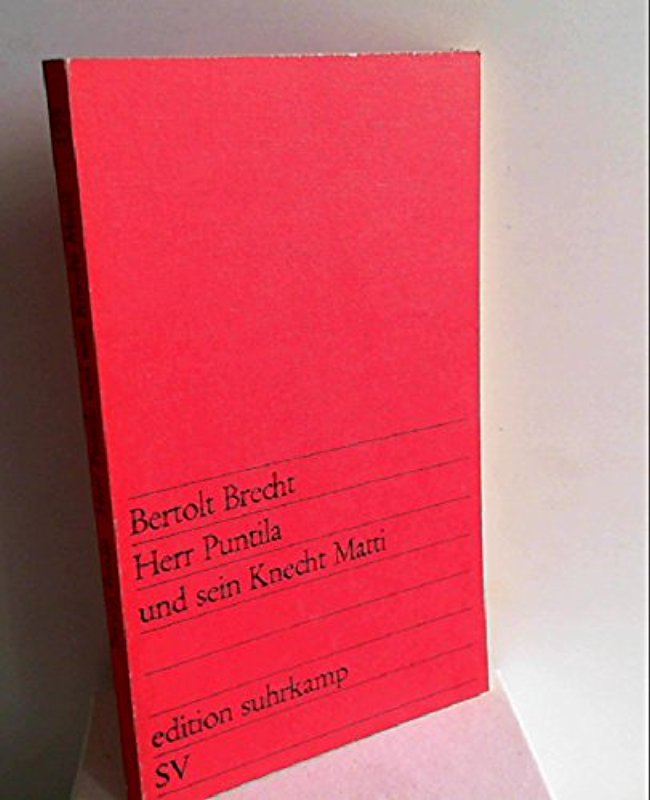 Bertolt Brecht
Herr Puntila
und sein Knecht Matti
edition suhrkamp
SV